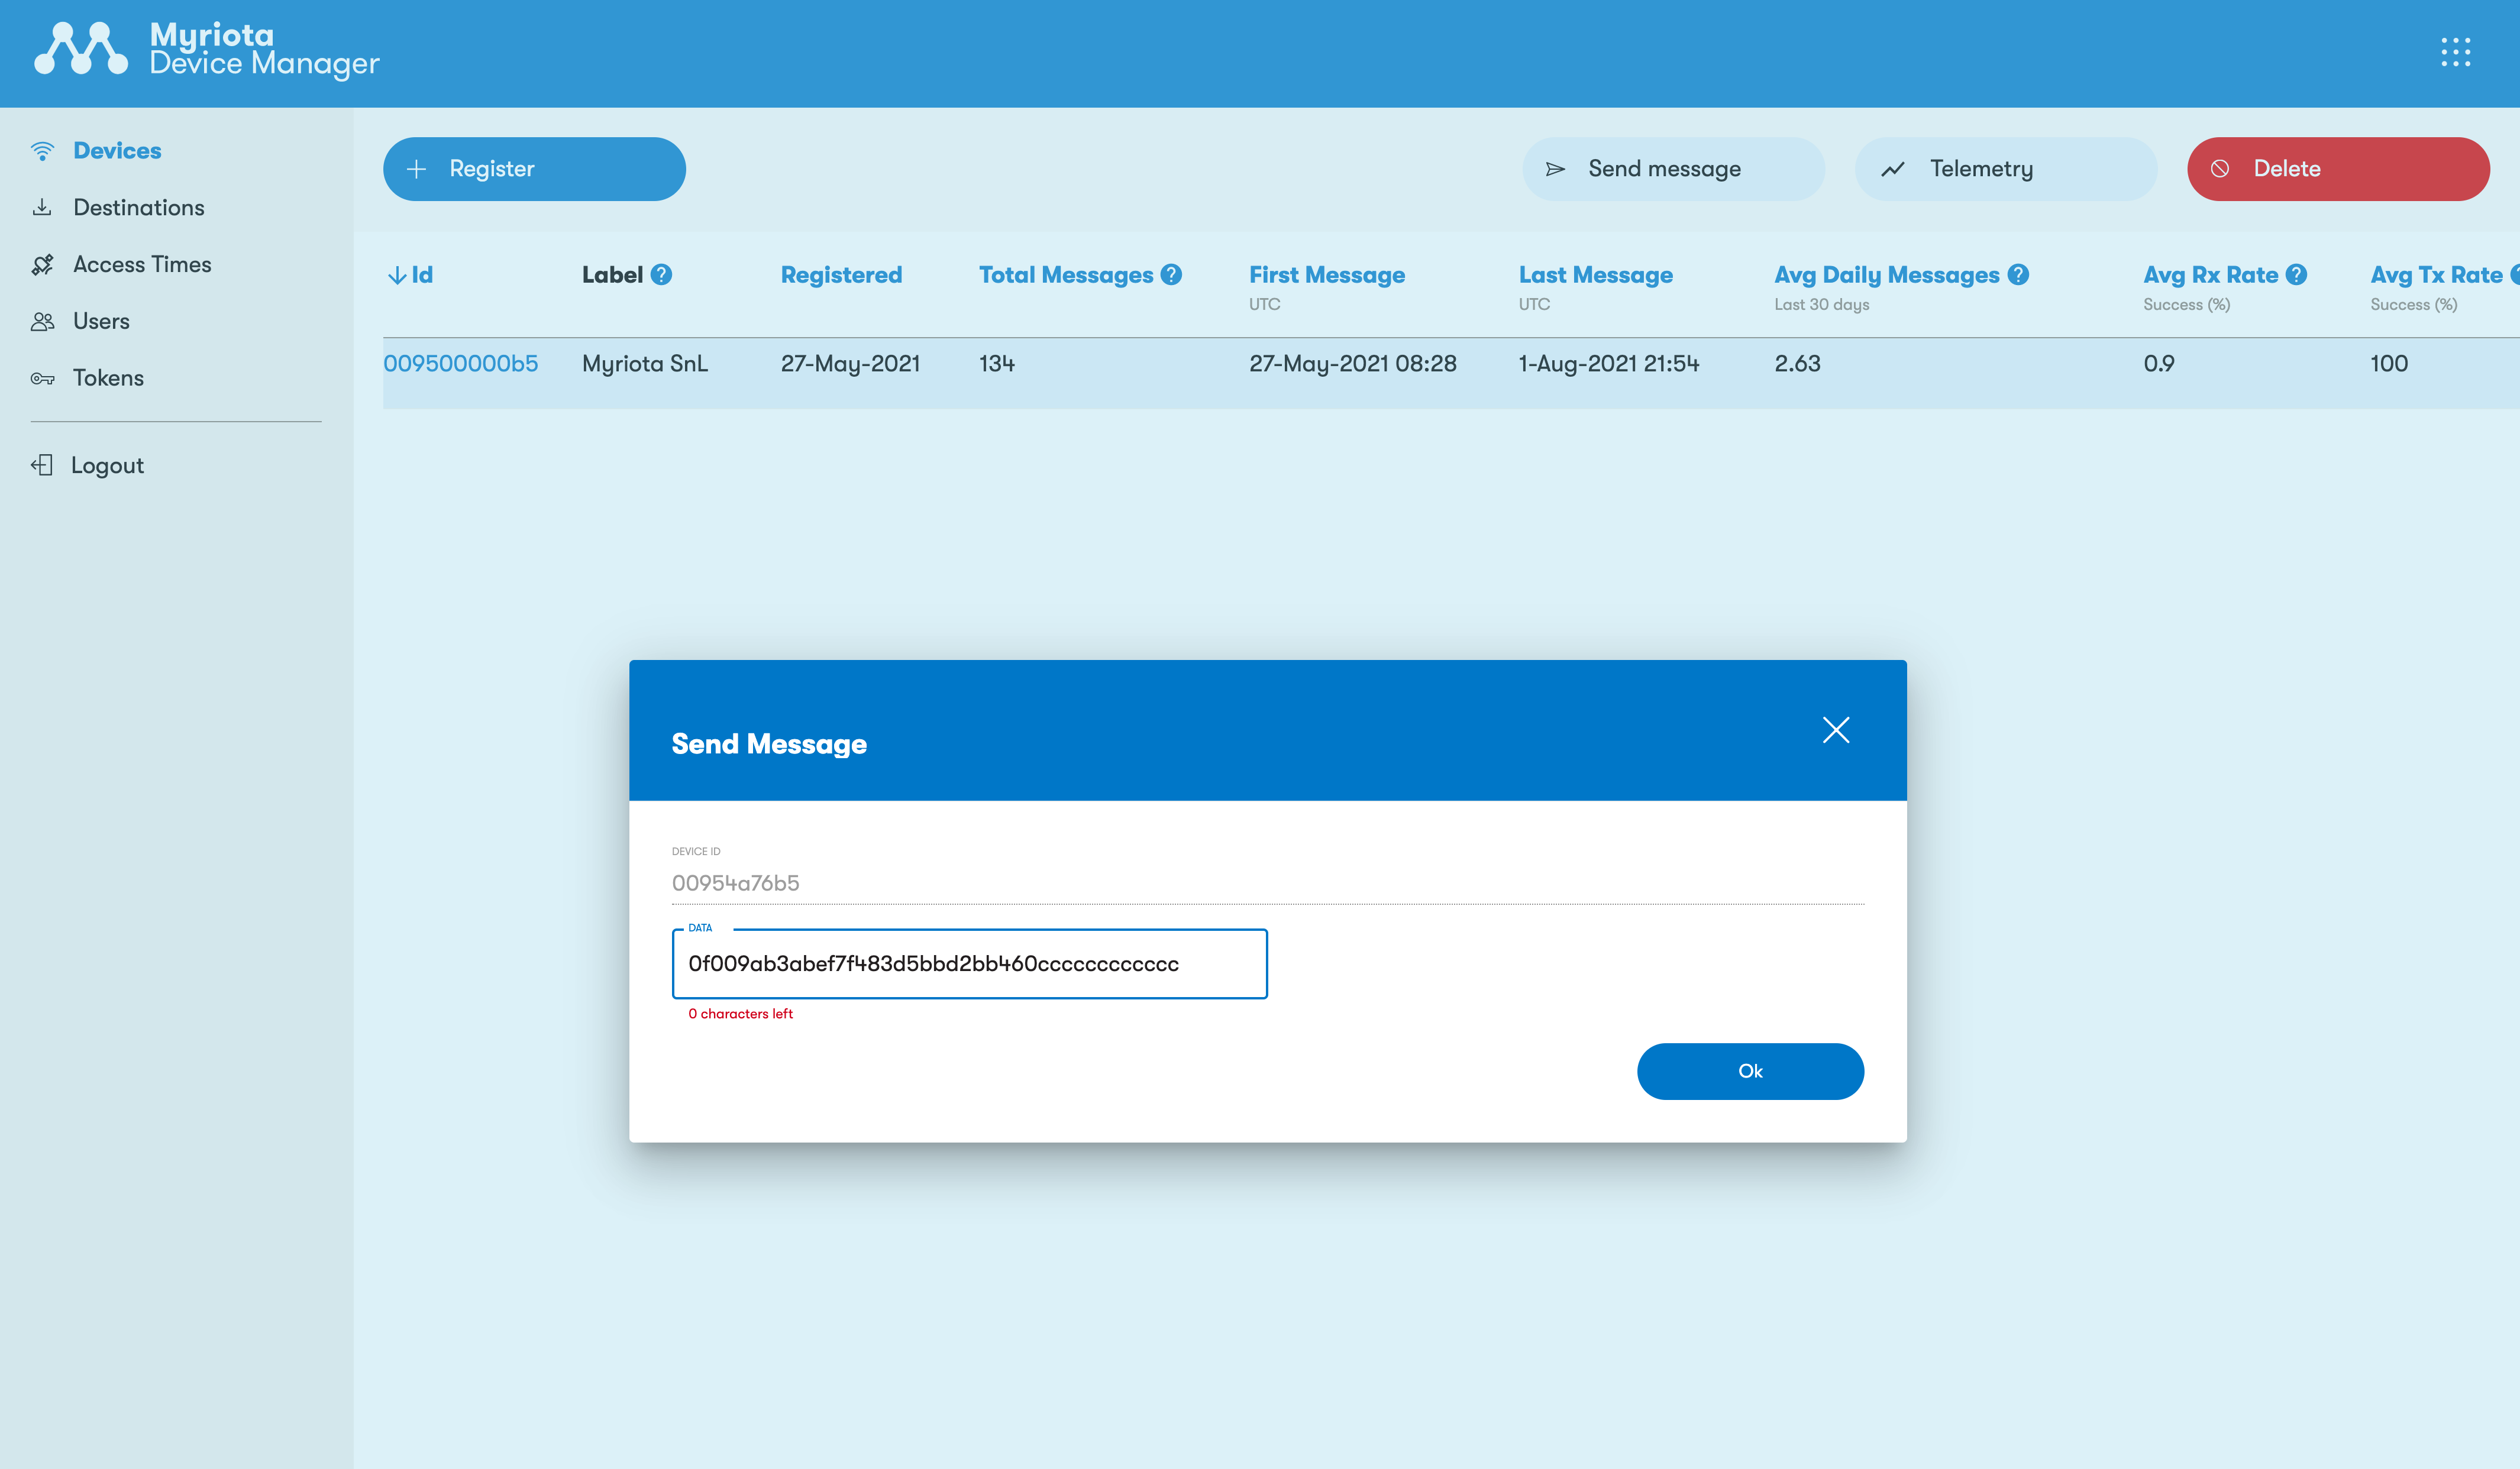 Myriota
Device Manager
Devices
Destinations
Access Times
Users
Tokens
Logout
Register
Send message
Telemetry
Delete
Id Label ? Registered Total Messages ? First Message Last Message Avg Daily Messages ? Avg Rx Rate ? Avg Tx Rate ?
UTC UTC Last 30 days Success (%) Success (%)
009500000b5 Myriota SnL 27-May-2021 134 27-May-2021 08:28 1-Aug-2021 21:54 2.63 0.9 100
Send Message
DEVICE ID
00954a76b5
DATA
0f009ab3abef7f483d5bbd2bb460cccccccccccc
0 characters left
Ok